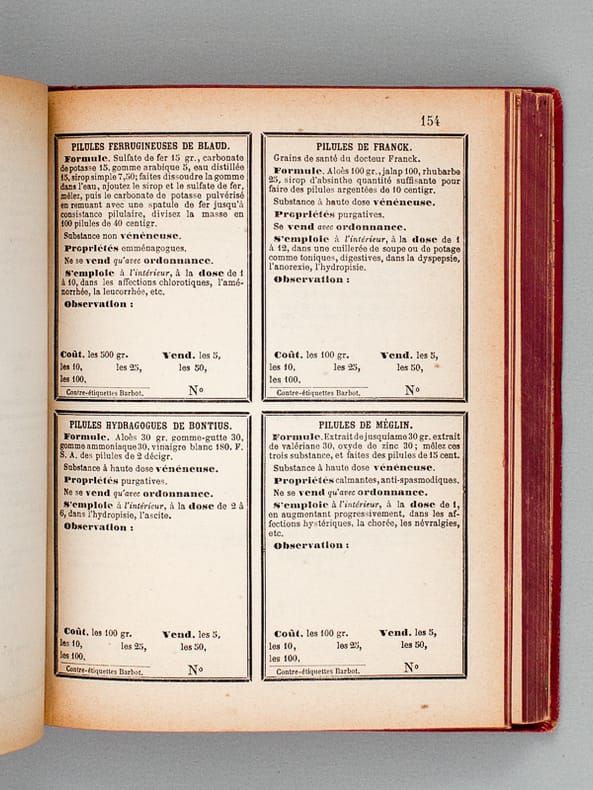 154
PILULES FERRUGINEUSES DE BLAUD.
Formule. Sulfate de fer 15 gr., carbonate
de potasse 15, gomme arabique 5, eau distillée
15, sirop simple 7,50; faites dissoudre la gomme
dans l'eau, ajoutez le sirop et le sulfate de fer,
mêlez, puis le carbonate de potasse pulvérisé
en remuant avec une spatule de fer jusqu'à
consistance pilulaire, divisez la masse en
100 pilules de 40 centigr.
Substance non vénéneuse.
Propriétés emménagogues.
Ne se vend qu'avec ordonnance.
S'emploie à l'intérieur, à la dose de 1
à 10, dans les affections chlorotiques, l'amé-
norrhée, la leucorrhée, etc.
Observation :
Coût. les 500 gr. Vend. les 5,
les 10, les 25, les 50,
les 100,
Contre-étiquettes Barbot. No
PILULES DE FRANCK.
Grains de santé du docteur Franck.
Formule. Aloès 100 gr., jalap 100, rhubarbe
25, sirop d'absinthe quantité suffisante pour
faire des pilules argentées de 10 centigr.
Substance à haute dose vénéneuse.
Propriétés purgatives.
Se vend avec ordonnance.
S'emploie à l'intérieur, à la dose de 1
à 12, dans une cuillerée de soupe ou de potage
comme toniques, digestives, dans la dyspepsie,
l'anorexie, l'hydropisie.
Observation :
Coût. les 100 gr. Vend. les 5,
les 10, les 25, les 50,
les 100,
Contre-étiquettes Barbot. No
PILULES HYDRAGOGUES DE BONTIUS.
Formule. Aloès 30 gr. gomme-gutte 30,
gomme ammoniaque 30, vinaigre blanc 180. F.
S. A. des pilules de 2 décigr.
Substance à haute dose vénéneuse.
Propriétés purgatives.
Ne se vend qu'avec ordonnance.
S'emploie à l'intérieur, à la dose de 2 à
6, dans l'hydropisie, l'ascite.
Observation :
Coût. les 100 gr. Vend. les 5,
les 10, les 25, les 50,
les 100,
Contre-étiquettes Barbot. No
PILULES DE MÉGLIN.
Formule. Extrait de jusquiame 30 gr. extrait
de valériane 30, oxyde de zinc 30 ; mêlez ces
trois substance, et faites des pilules de 15 cent.
Substance à haute dose vénéneuse.
Propriétés calmantes, anti-spasmodiques.
Ne se vend qu'avec ordonnance.
S'emploie à l'intérieur, à la dose de 1,
en augmentant progressivement, dans les af-
fections hystériques, la chorée, les névralgies,
etc.
Observation :
Coût. les 100 gr. Vend. les 5,
les 10, les 25, les 50,
les 100,
Contre-étiquettes Barbot. No